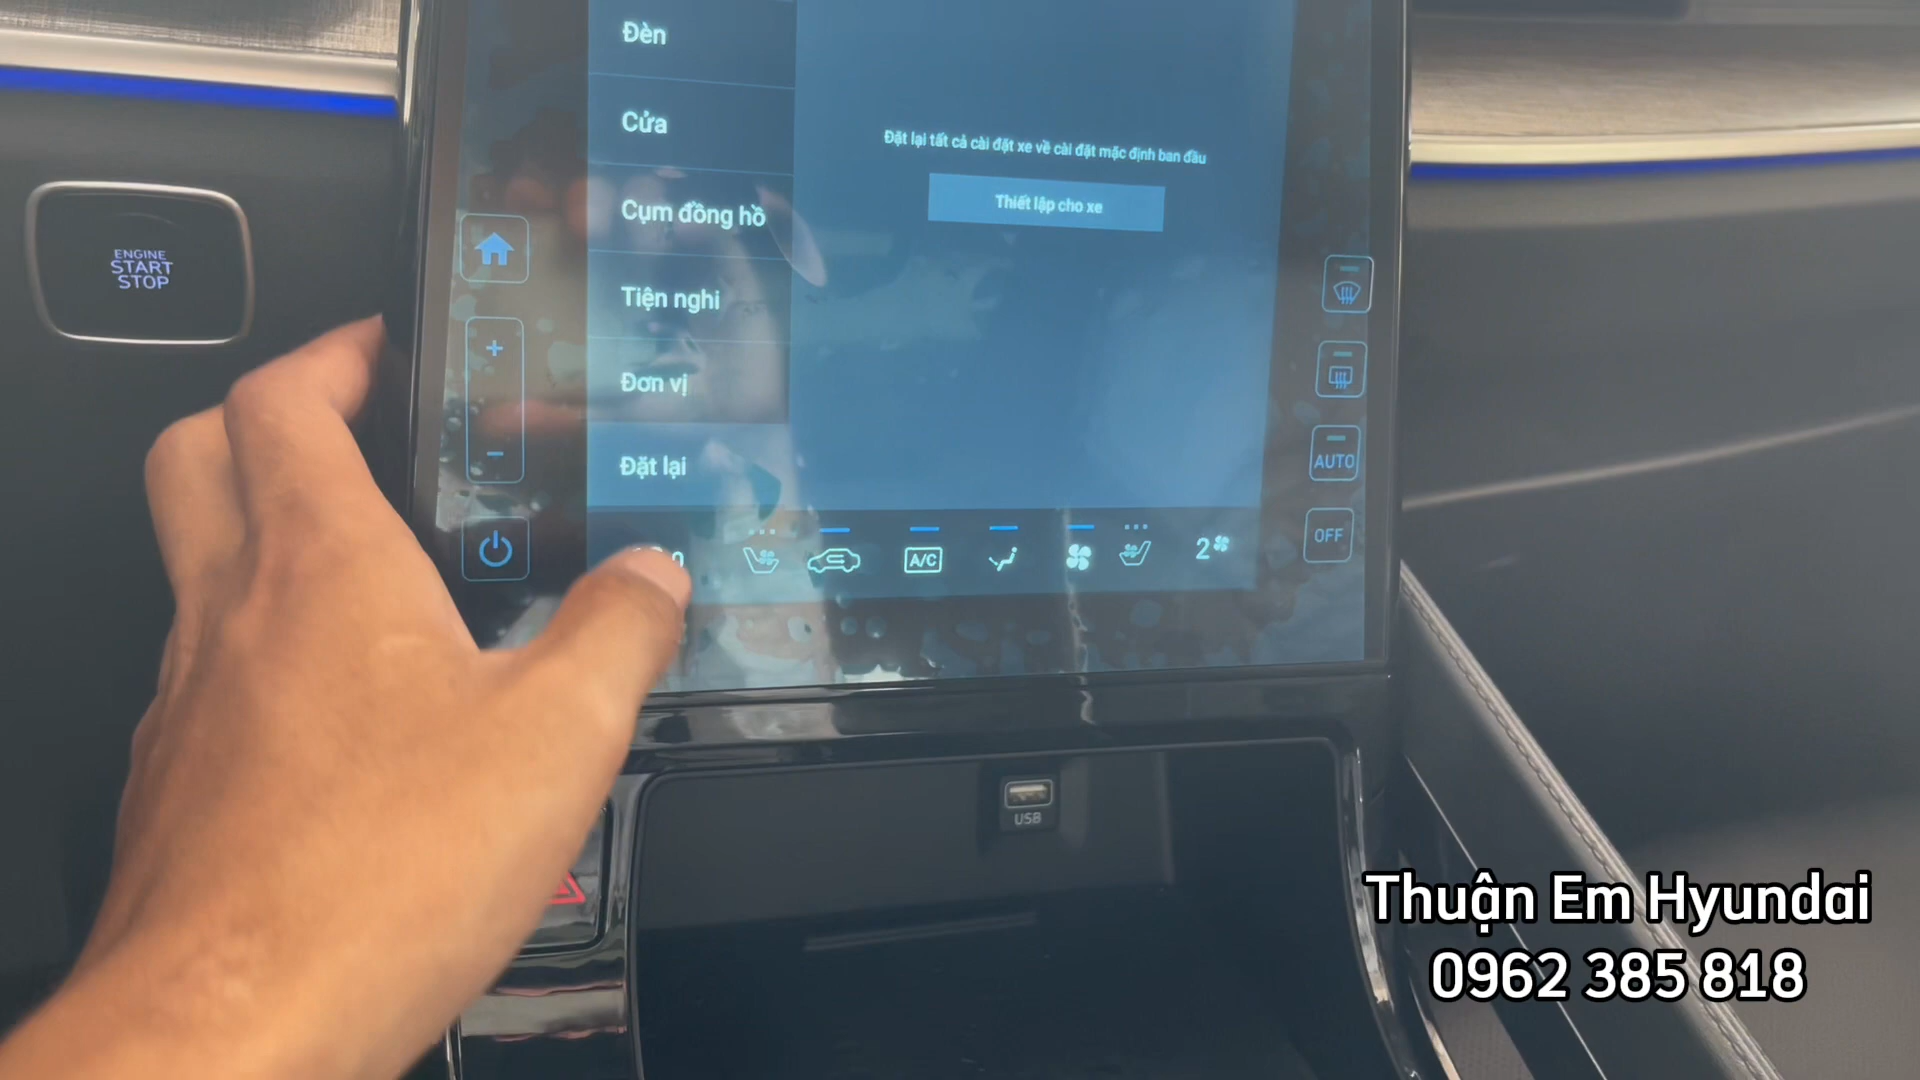 Đèn
Cửa
Cụm đồng hồ
Tiện nghi
Đơn vị
Đặt lại
Đặt lại tất cả cài đặt xe về cài đặt mặc định ban đầu
Thiết lập cho xe
ENGINE
START
STOP
+
-
AUTO
OFF
A/C
2
USB
Thuận Em Hyundai
0962 385 818